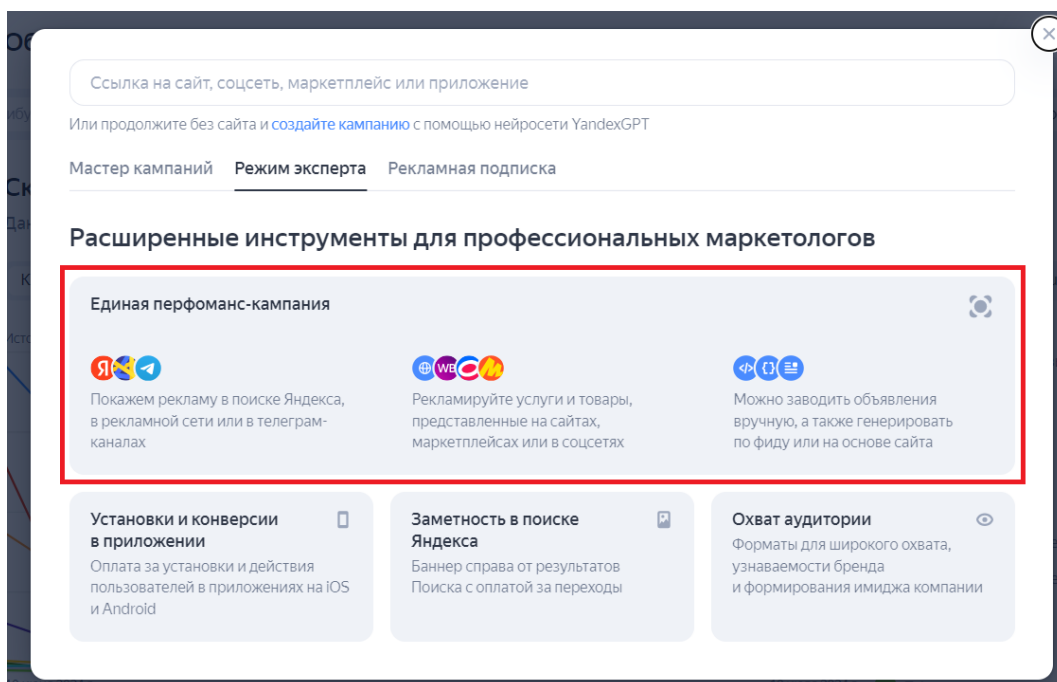 Ссылка на сайт, соцсеть, маркетплейс или приложение
Или продолжите без сайта и создайте кампанию с помощью нейросети YandexGPT
Мастер кампаний Режим эксперта Рекламная подписка
Расширенные инструменты для профессиональных маркетологов
Единая перфоманс-кампания
Я
Покажем рекламу в поиске Яндекса,
в рекламной сети или в телеграм-
каналах
WB
Рекламируйте услуги и товары,
представленные на сайтах,
маркетплейсах или в соцсетях
Можно заводить объявления
вручную, а также генерировать
по фиду или на основе сайта
Установки и конверсии
в приложении
Оплата за установки и действия
пользователей в приложениях на iOS
и Android
Заметность в поиске
Яндекса
Баннер справа от результатов
Поиска с оплатой за переходы
Охват аудитории
Форматы для широкого охвата,
узнаваемости бренда
и формирования имиджа компании